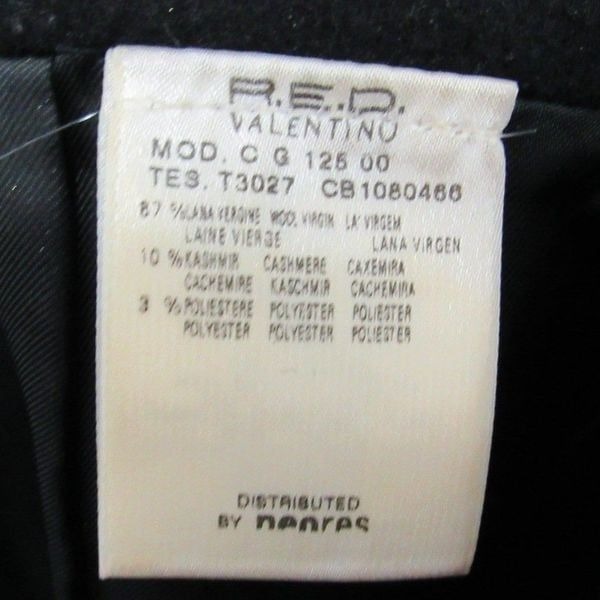 R.E.D.
VALENTINO
MOD. C G 125 00
TES. T3027 CB1080466
87 % LANA VERGINE WOOL VIRGIN LA' VIRGEM
LAINE VIERGE LANA VIRGEN
10 % KASHMIR CASHMERE CAXEMIRA
CACHEMIRE KASCHMIR CACHEMIRA
3 % POLIESTERE POLYESTER POLIESTER
POLYESTER POLYESTER POLIESTER
DISTRIBUTED
BY